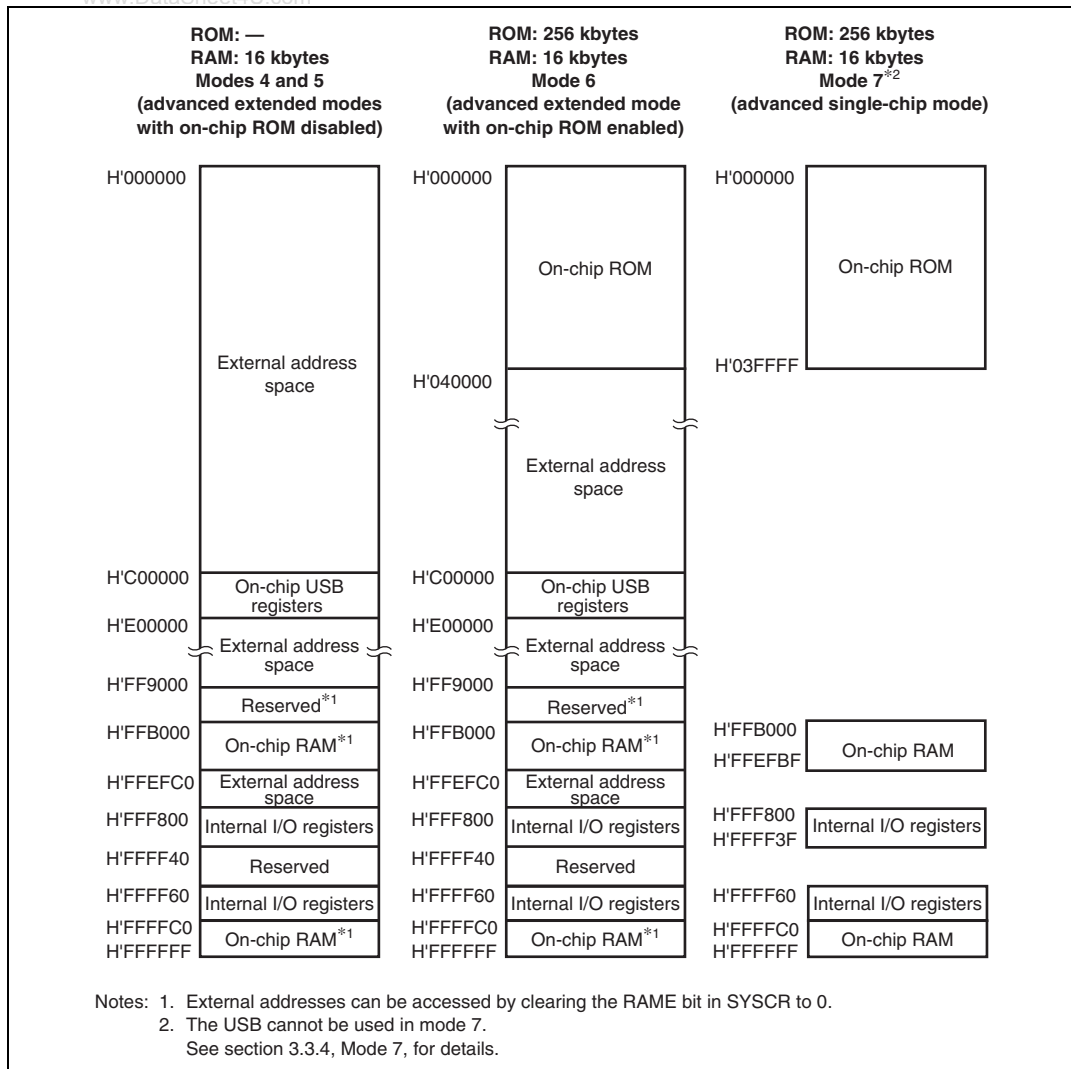 www.DataSheet4U.com
ROM: —
RAM: 16 kbytes
Modes 4 and 5
(advanced extended modes
with on-chip ROM disabled)
ROM: 256 kbytes
RAM: 16 kbytes
Mode 6
(advanced extended mode
with on-chip ROM enabled)
ROM: 256 kbytes
RAM: 16 kbytes
Mode 7*2
(advanced single-chip mode)
H'000000
External address
space
H'C00000
On-chip USB
registers
H'E00000
External address
space
H'FF9000
Reserved*1
H'FFB000
On-chip RAM*1
H'FFEFC0
External address
space
H'FFF800
Internal I/O registers
H'FFFF40
Reserved
H'FFFF60
Internal I/O registers
H'FFFFC0
On-chip RAM*1
H'FFFFFF
H'000000
On-chip ROM
H'040000
External address
space
H'C00000
On-chip USB
registers
H'E00000
External address
space
H'FF9000
Reserved*1
H'FFB000
On-chip RAM*1
H'FFEFC0
External address
space
H'FFF800
Internal I/O registers
H'FFFF40
Reserved
H'FFFF60
Internal I/O registers
H'FFFFC0
On-chip RAM*1
H'FFFFFF
H'000000
On-chip ROM
H'03FFFF
H'FFB000
On-chip RAM
H'FFEFBF
H'FFF800
Internal I/O registers
H'FFFF3F
H'FFFF60
Internal I/O registers
H'FFFFC0
On-chip RAM
H'FFFFFF
Notes: 1. External addresses can be accessed by clearing the RAME bit in SYSCR to 0.
2. The USB cannot be used in mode 7.
See section 3.3.4, Mode 7, for details.